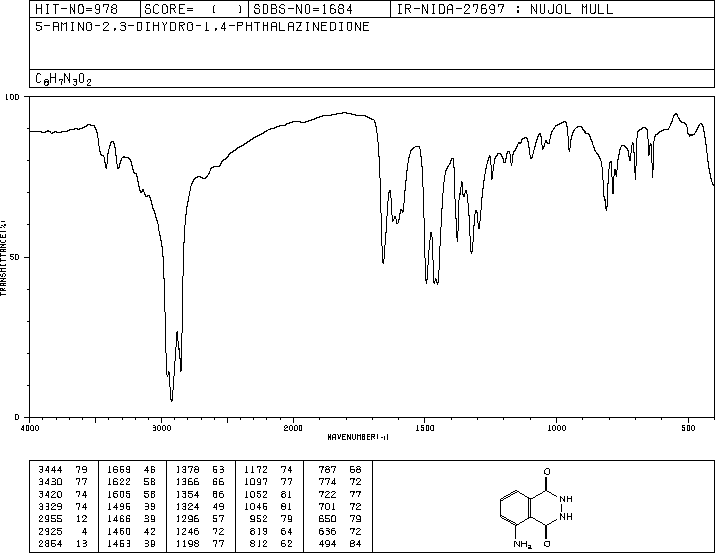 HIT-NO=978 SCORE= ( ) SDBS-NO=1684 IR-NIDA-27697 : NUJOL MULL
5-AMINO-2,3-DIHYDRO-1,4-PHTHALAZINEDIONE
C8H7N3O2
100
50
0
TRANSMITTANCE(%)
4000 3000 2000 1500 1000 500
WAVENUMBER(-1)
3444 79 1659 46 1378 53 1172 74 787 68
3430 77 1622 58 1366 66 1097 77 774 72
3420 74 1605 58 1354 66 1052 81 722 77
3329 74 1496 39 1324 49 1046 81 701 72
2955 12 1466 39 1296 57 952 79 650 79
2925 4 1460 42 1246 72 819 64 636 72
2854 13 1453 39 1198 77 812 62 494 84
O
NH
NH
NH2 O